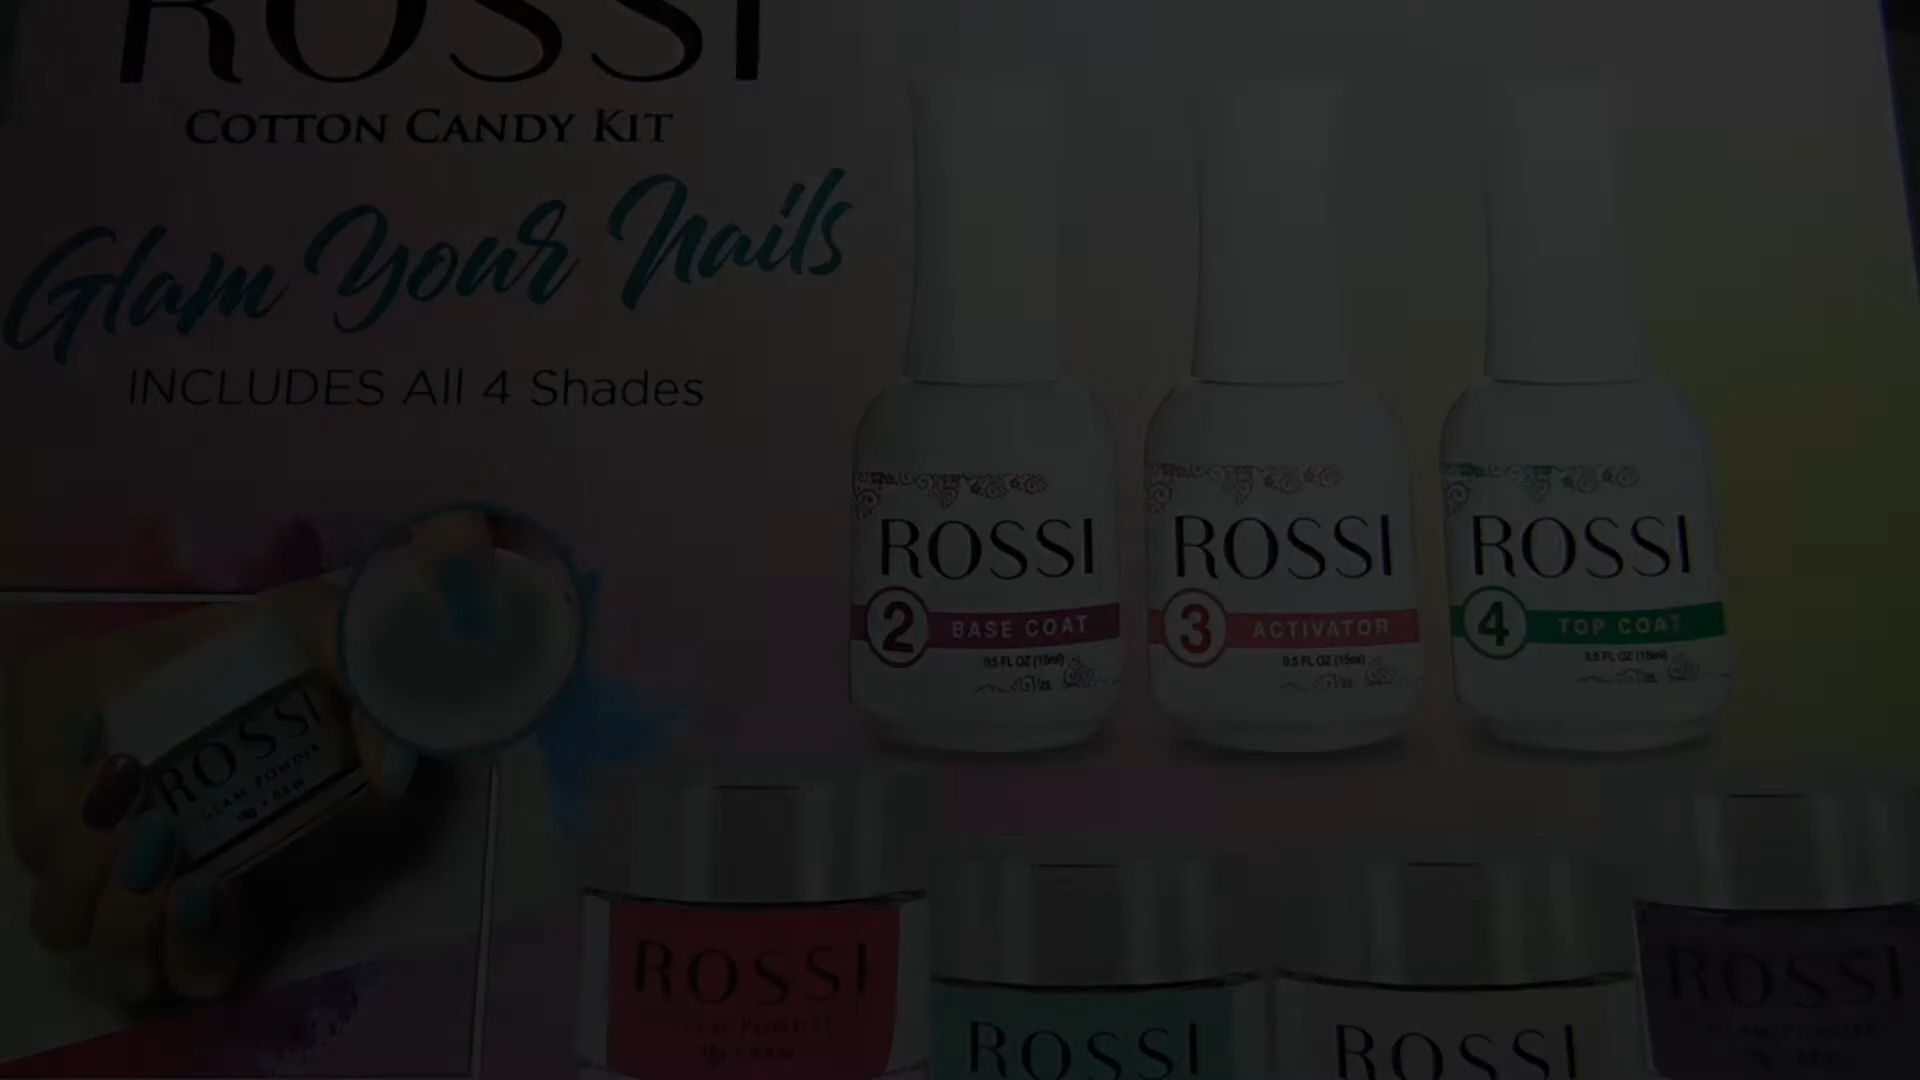 ROSSI
COTTON CANDY KIT
Glam Your Nails
INCLUDES All 4 Shades
ROSSI
2 BASE COAT
0.5 FL OZ (15ml)
ROSSI
3 ACTIVATOR
0.5 FL OZ (15ml)
ROSSI
4 TOP COAT
0.5 FL OZ (15ml)
ROSSI
GLAM POWDER
ROSSI
ROSSI
ROSSI
ROSSI